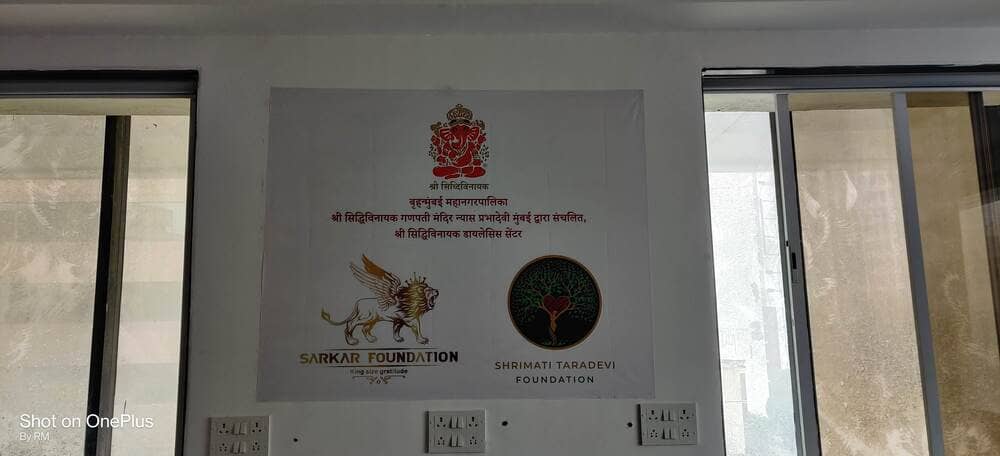 श्री सिध्दिविनायक
बृहन्मुंबई महानगरपालिका
श्री सिद्धिविनायक गणपती मंदिर न्यास प्रभादेवी मुंबई द्वारा संचलित,
श्री सिद्धिविनायक डायलेसिस सेंटर
SARKAR FOUNDATION
King size gratitude
SHRIMATI TARADEVI
FOUNDATION
Shot on OnePlus
By RM